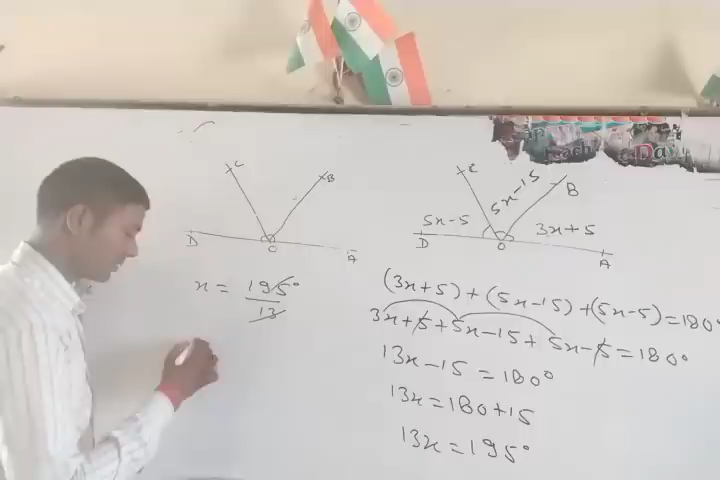 C
B
D
O
A
x = 195°
13
C
5x-15
B
5x-5
3x+5
D
O
A
(3x+5)+(5x-15)+(5x-5)=180°
3x+5+5x-15+5x-5=180°
13x-15=180°
13x=180+15
13x=195°